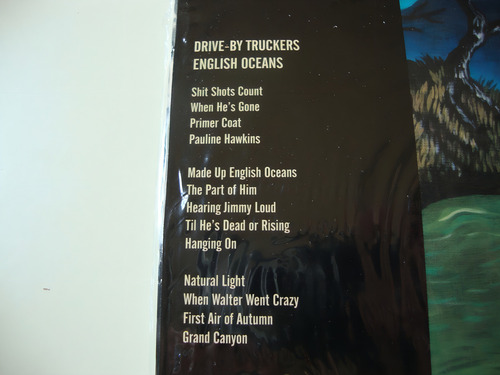 DRIVE-BY TRUCKERS
ENGLISH OCEANS
Shit Shots Count
When He's Gone
Primer Coat
Pauline Hawkins
Made Up English Oceans
The Part of Him
Hearing Jimmy Loud
Til He's Dead or Rising
Hanging On
Natural Light
When Walter Went Crazy
First Air of Autumn
Grand Canyon